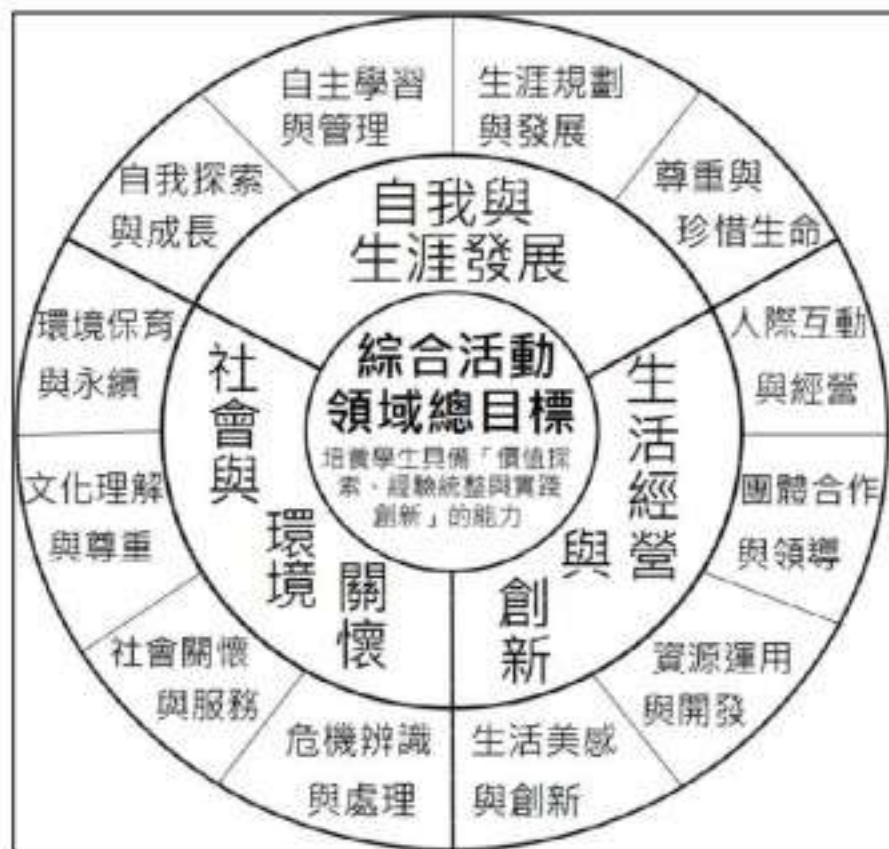 綜合活動
領域總目標
培養學生具備「價值探
索、經驗統整與實踐
創新」的能力
自我與
生涯發展
生活經營
與
創新
社會與
環境
關懷
自我探索
與成長
自主學習
與管理
生涯規劃
與發展
尊重與
珍惜生命
人際互動
與經營
團體合作
與領導
資源運用
與開發
生活美感
與創新
危機辨識
與處理
社會關懷
與服務
文化理解
與尊重
環境保育
與永續